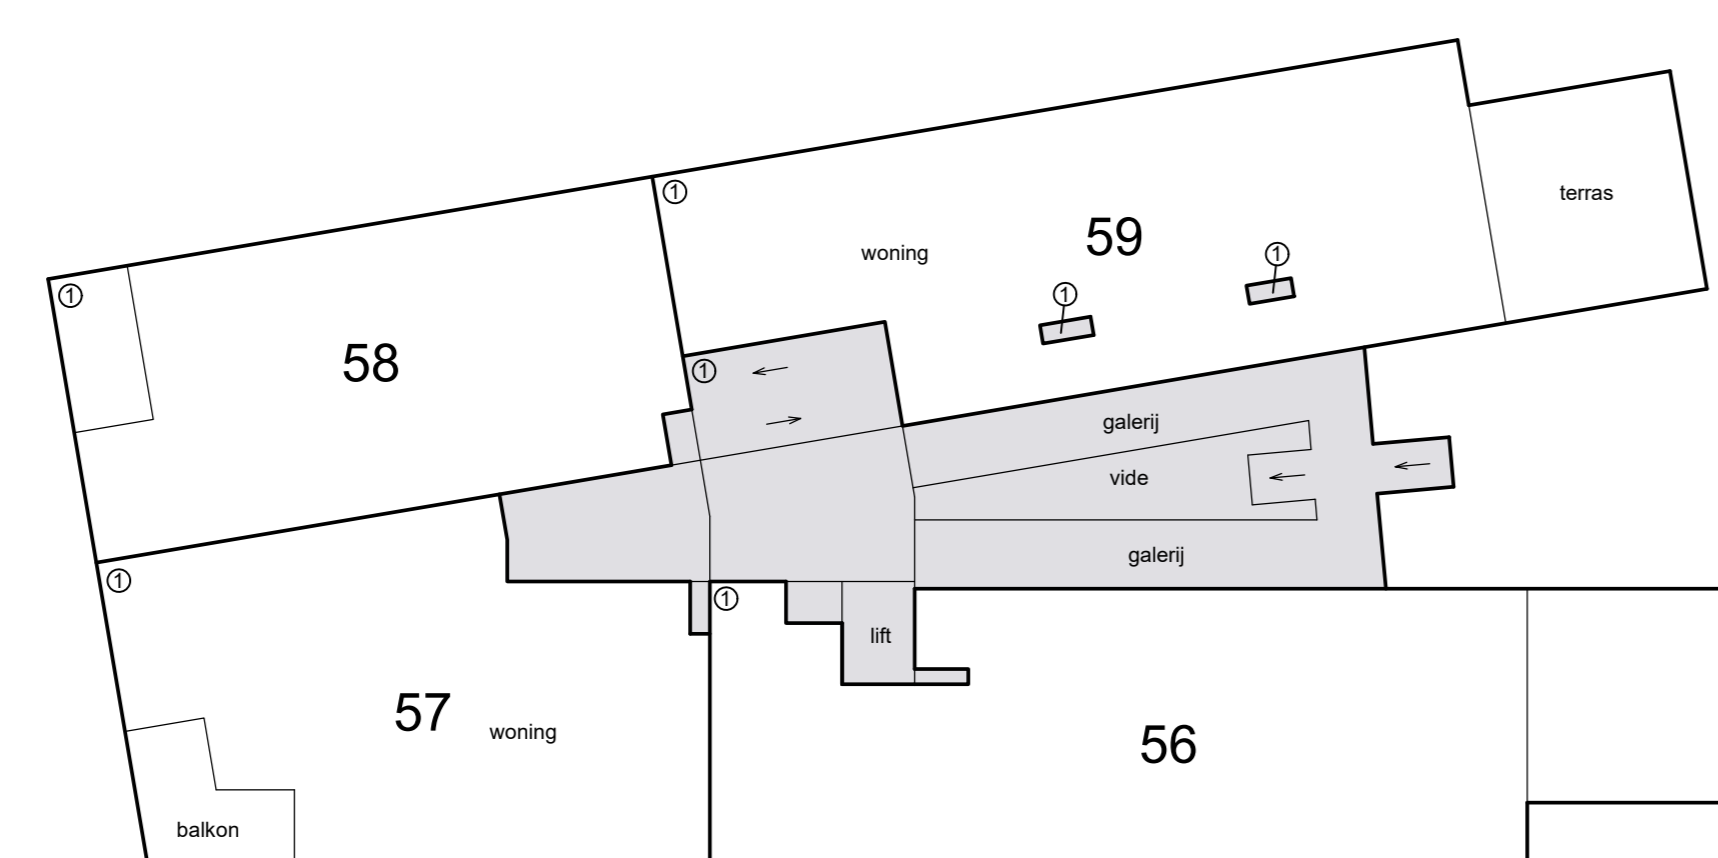 ①
terras
59
woning
①
①
①
58
①
galerij
vide
galerij
①
①
lift
57
woning
56
balkon